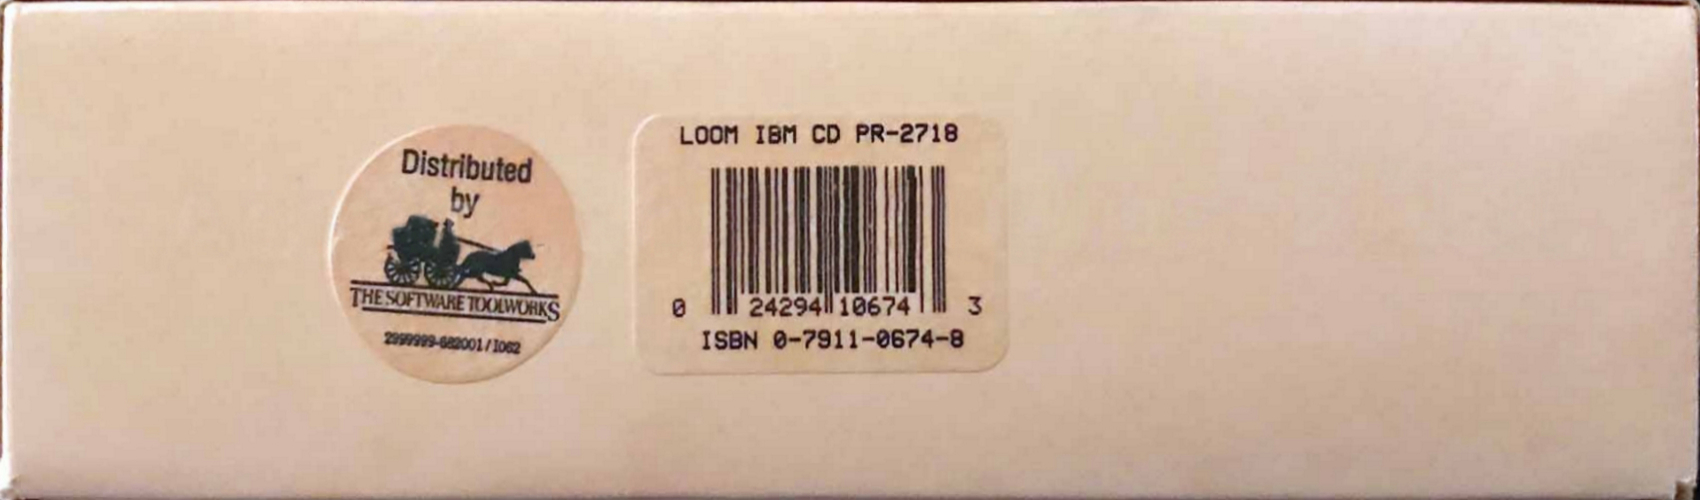 Distributed
by
THE SOFTWARE TOOLWORKS
2999999-682001/1062
LOOM IBM CD PR-2718
0 24294 10674 3
ISBN 0-7911-0674-8